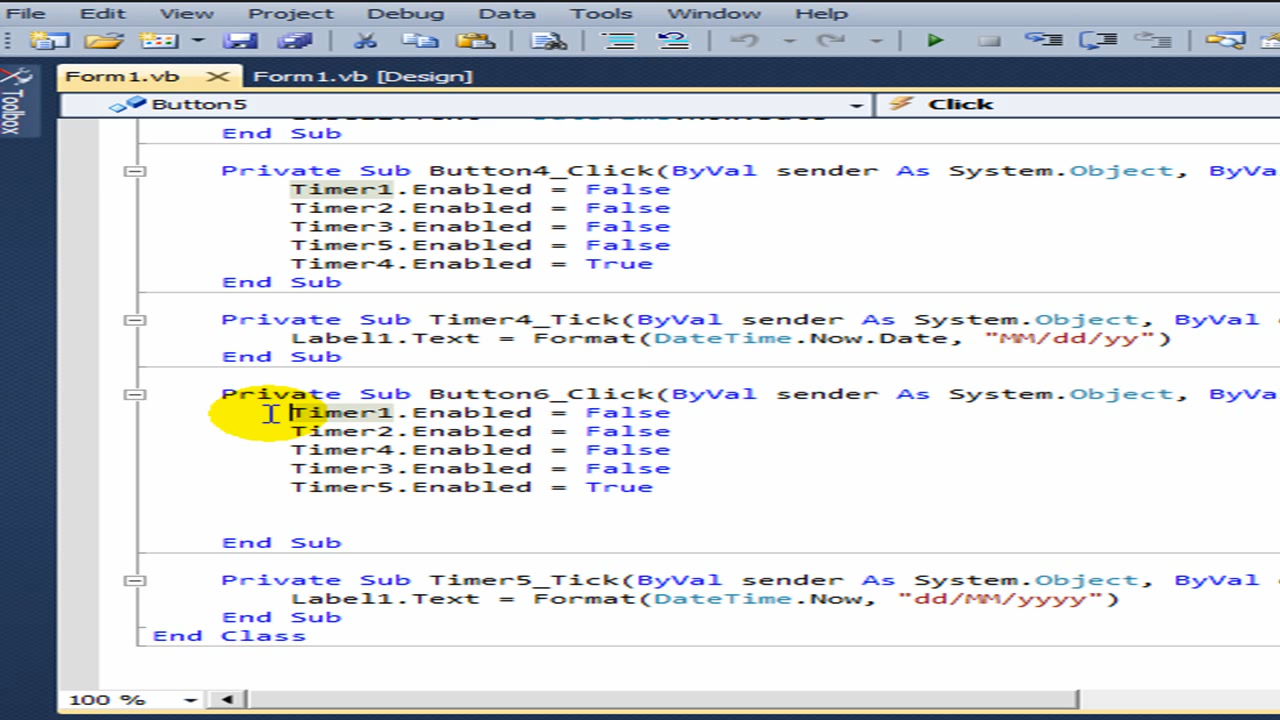 File Edit View Project Debug Data Tools Window Help
Form1.vb Form1.vb [Design]
Toolbox
Button5 Click
End Sub
Private Sub Button4_Click(ByVal sender As System.Object, ByVa
Timer1.Enabled = False
Timer2.Enabled = False
Timer3.Enabled = False
Timer5.Enabled = False
Timer4.Enabled = True
End Sub
Private Sub Timer4_Tick(ByVal sender As System.Object, ByVal
Label1.Text = Format(DateTime.Now.Date, "MM/dd/yy")
End Sub
Private Sub Button6_Click(ByVal sender As System.Object, ByVa
Timer1.Enabled = False
Timer2.Enabled = False
Timer4.Enabled = False
Timer3.Enabled = False
Timer5.Enabled = True
End Sub
Private Sub Timer5_Tick(ByVal sender As System.Object, ByVal
Label1.Text = Format(DateTime.Now, "dd/MM/yyyy")
End Sub
End Class
100 %